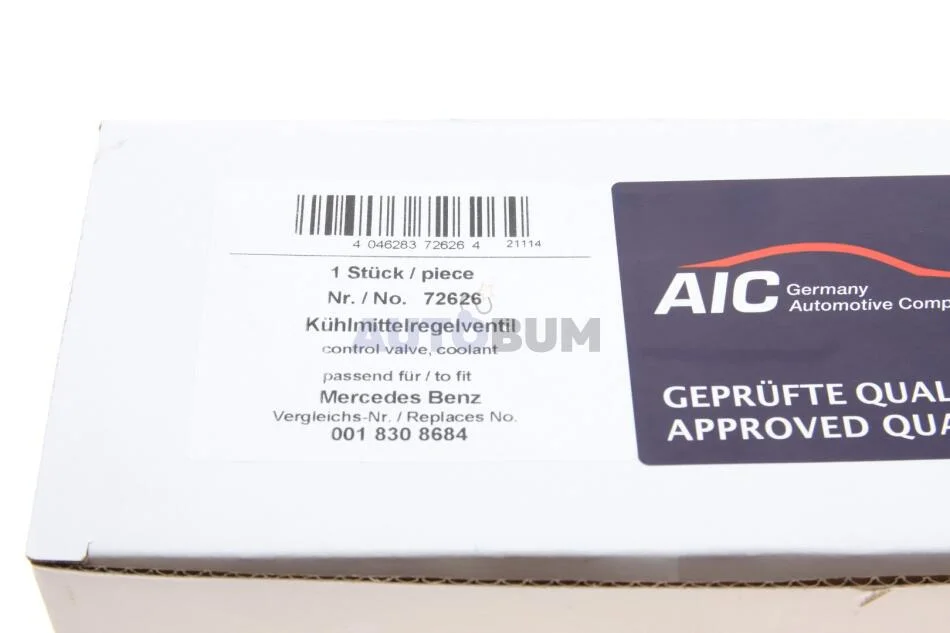 4 046283 72626 4
21114
1 Stück / piece
Nr. / No. 72626
Kühlmittelregelventil
AUTOBUM
control valve, coolant
passend für / to fit
Mercedes Benz
Vergleichs-Nr. / Replaces No.
001 830 8684
AIC Germany
Automotive Comp
GEPRÜFTE QUAL
APPROVED QUA